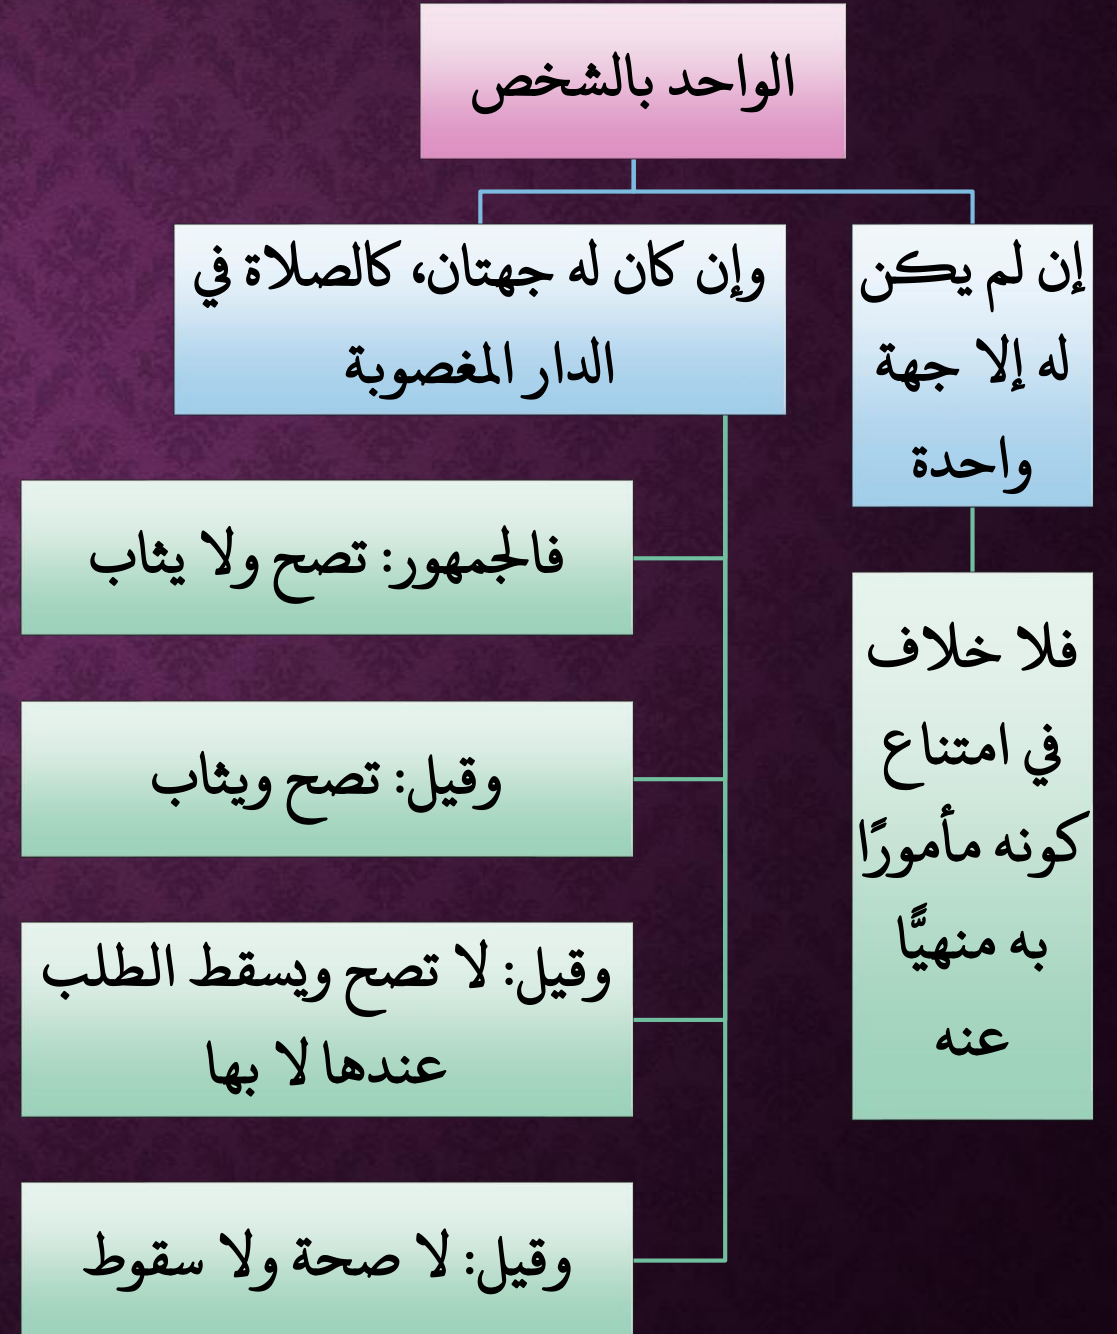 الواحد بالشخص
إن لم يكن
له إلا جهة
واحدة
فلا خلاف
في امتناع
كونه مأمورًا
به منهيًّا
عنه
وإن كان له جهتان، كالصلاة في
الدار المغصوبة
فالجمهور: تصح ولا يثاب
وقيل: تصح ويثاب
وقيل: لا تصح ويسقط الطلب
عندها لا بها
وقيل: لا صحة ولا سقوط